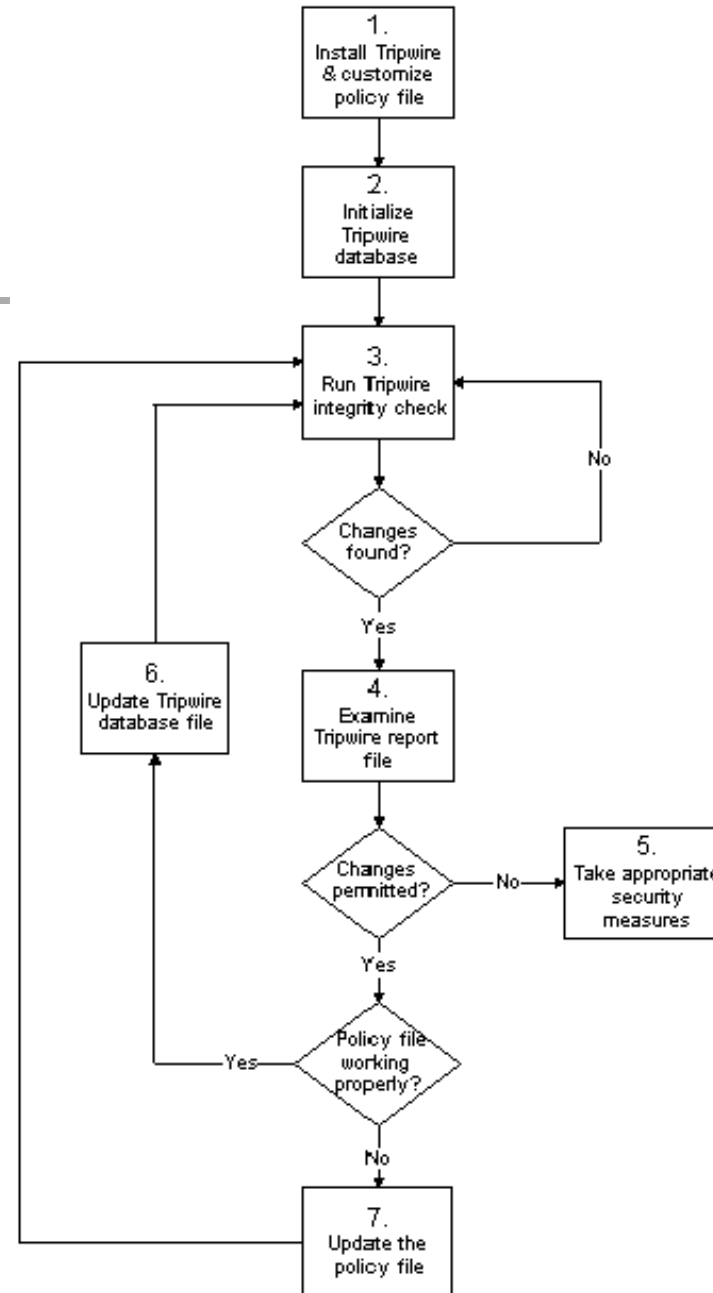 1.
Install Tripwire
& customize
policy file
2.
Initialize
Tripwire
database
3.
Run Tripwire
integrity check
No
Changes
found?
Yes
6.
Update Tripwire
database file
4.
Examine
Tripwire report
file
5.
Take appropriate
security
measures
Changes
permitted?
No
Yes
Policy file
working
properly?
Yes
No
7.
Update the
policy file